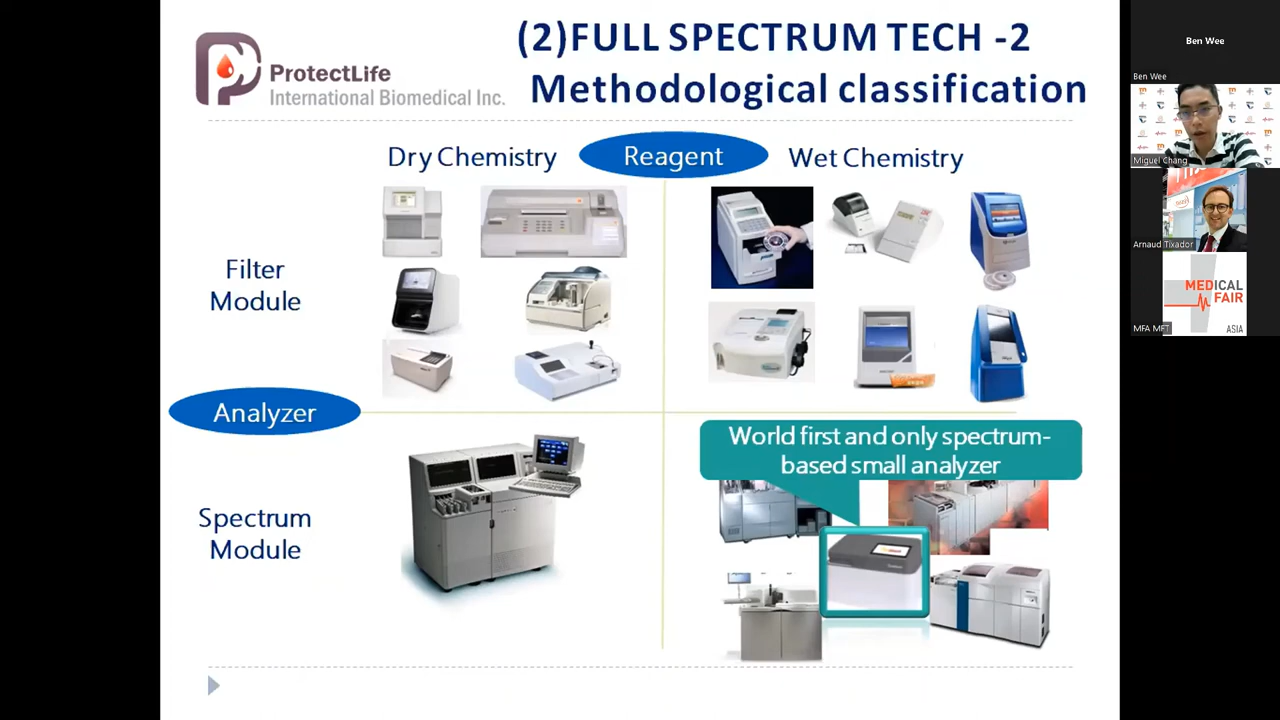 (2)FULL SPECTRUM TECH -2
Methodological classification
ProtectLife
International Biomedical Inc.
Dry Chemistry
Reagent
Wet Chemistry
Filter
Module
Analyzer
World first and only spectrum-
based small analyzer
Spectrum
Module
Ben Wee
Ben Wee
Miguel Chang
Arnaud Tixador
MEDICAL
FAIR
ASIA
MFA MFT